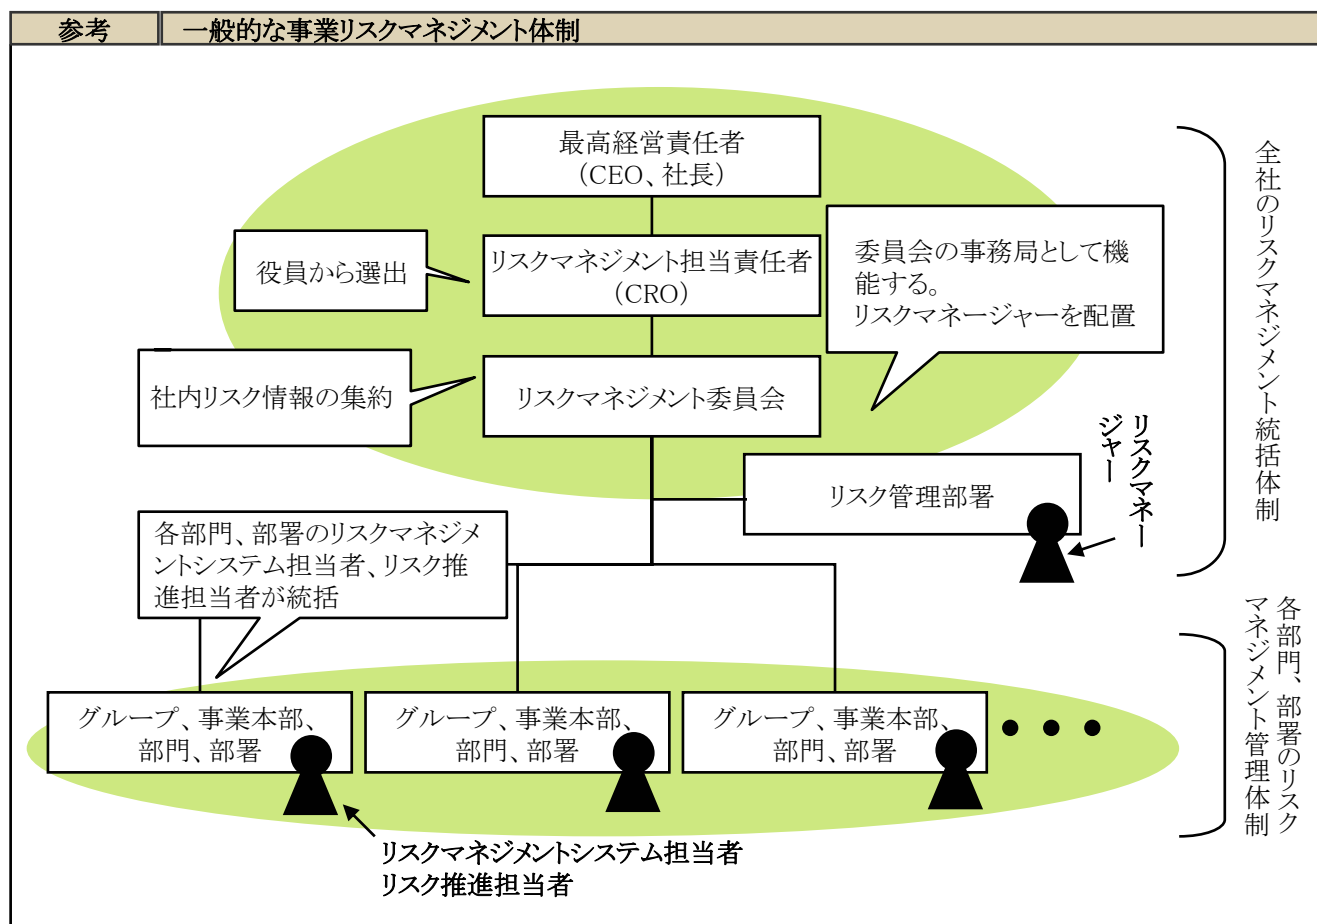 参考
一般的な事業リスクマネジメント体制
最高経営責任者
(CEO、社長)
役員から選出
リスクマネジメント担当責任者
(CRO)
委員会の事務局として機
能する。
リスクマネージャーを配置
社内リスク情報の集約
リスクマネジメント委員会
リスク管理部署
リスクマネー
ジャー
全社のリスクマネジメント統括体制
各部門、部署のリスクマネジメ
ントシステム担当者、リスク推
進担当者が統括
グループ、事業本部、
部門、部署
グループ、事業本部、
部門、部署
グループ、事業本部、
部門、部署
●●●
各部門、部署のリスク
マネジメント管理体制
リスクマネジメントシステム担当者
リスク推進担当者